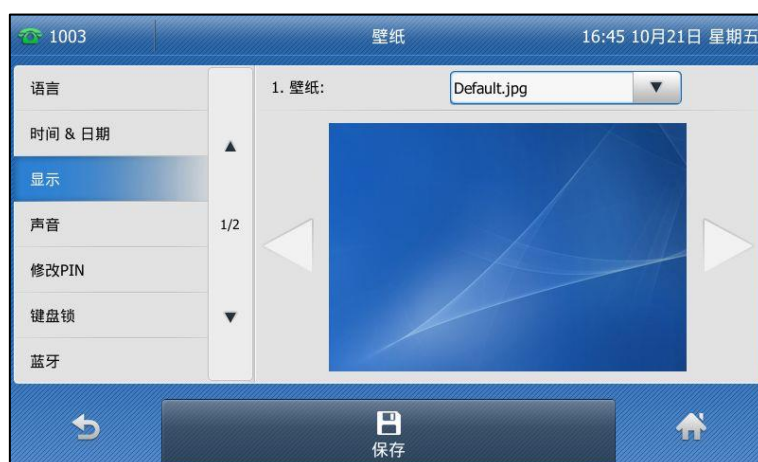 1003
壁纸
16:45 10月21日 星期五
语言
时间 & 日期
显示
声音
修改PIN
键盘锁
蓝牙
1/2
1. 壁纸:
Default.jpg
保存